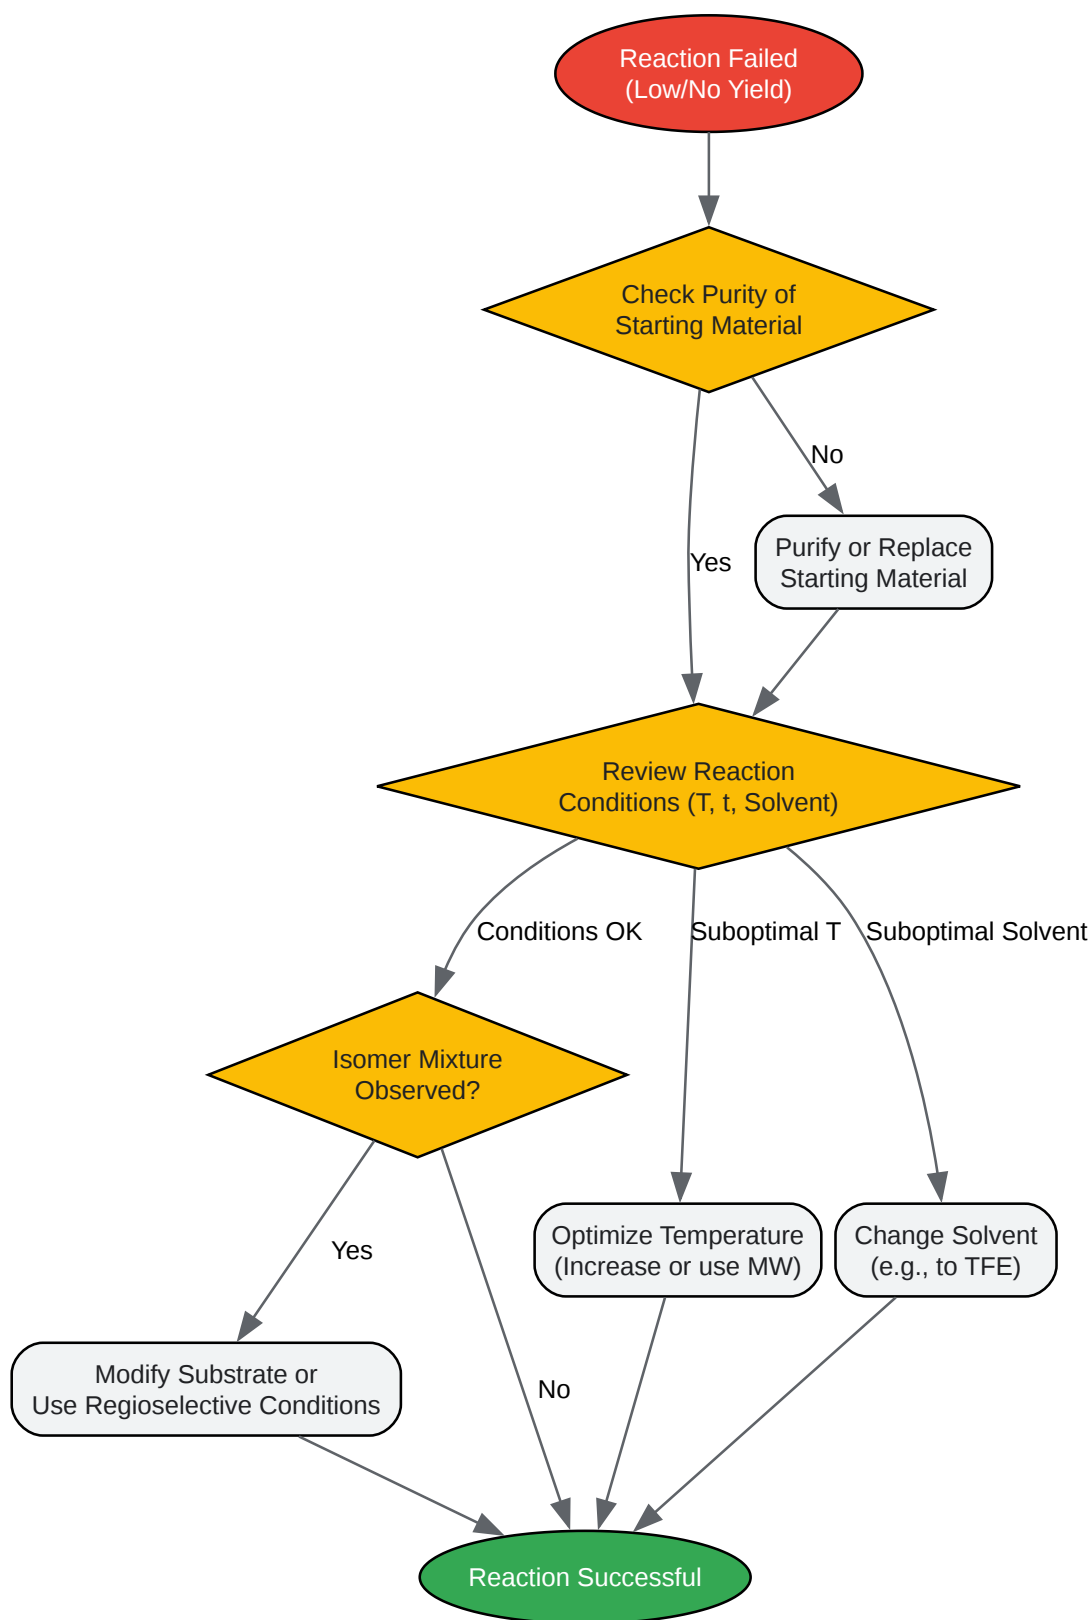 Reaction Failed
(Low/No Yield)
Check Purity of
Starting Material
No
Purify or Replace
Starting Material
Yes
Review Reaction
Conditions (T, t, Solvent)
Conditions OK
Suboptimal T
Suboptimal Solvent
Isomer Mixture
Observed?
Optimize Temperature
(Increase or use MW)
Change Solvent
(e.g., to TFE)
Yes
Modify Substrate or
Use Regioselective Conditions
No
Reaction Successful